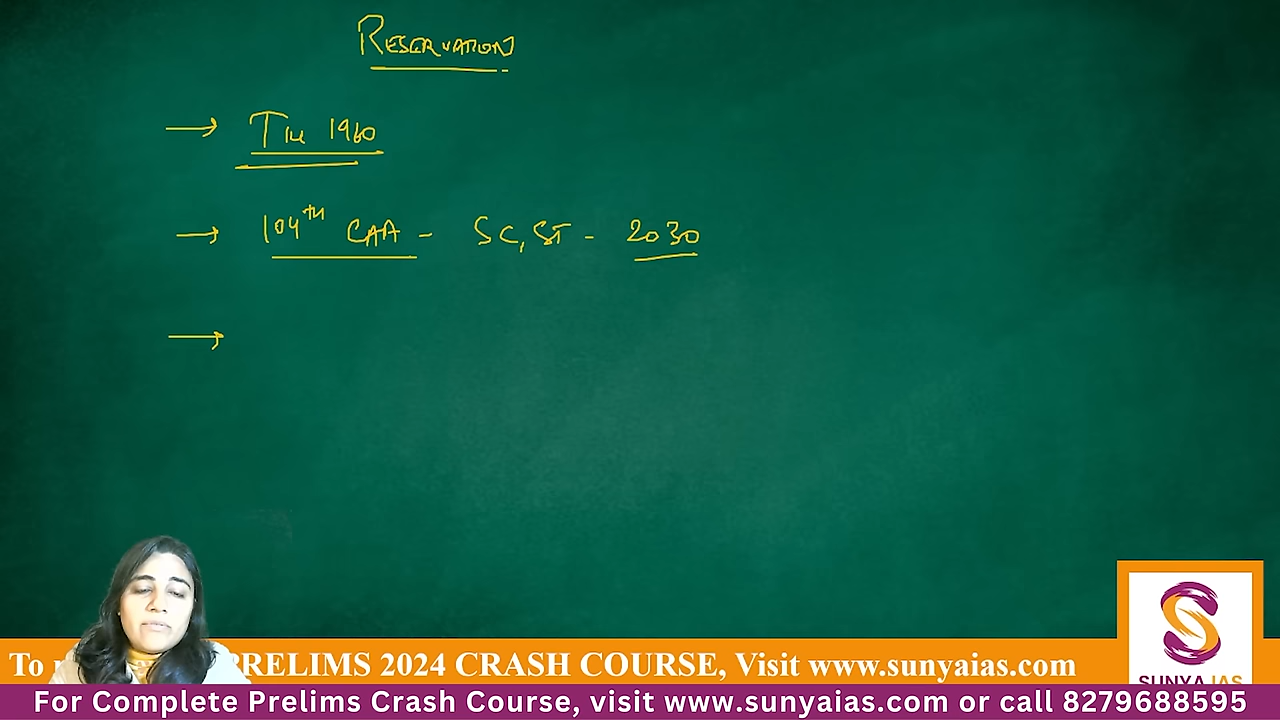 RESERVATION
→ Till 1960
→ 104th CAA - SC, ST - 2030
→
To PRELIMS 2024 CRASH COURSE, Visit www.sunyaias.com
SUNYA IAS
For Complete Prelims Crash Course, visit www.sunyaias.com or call 8279688595